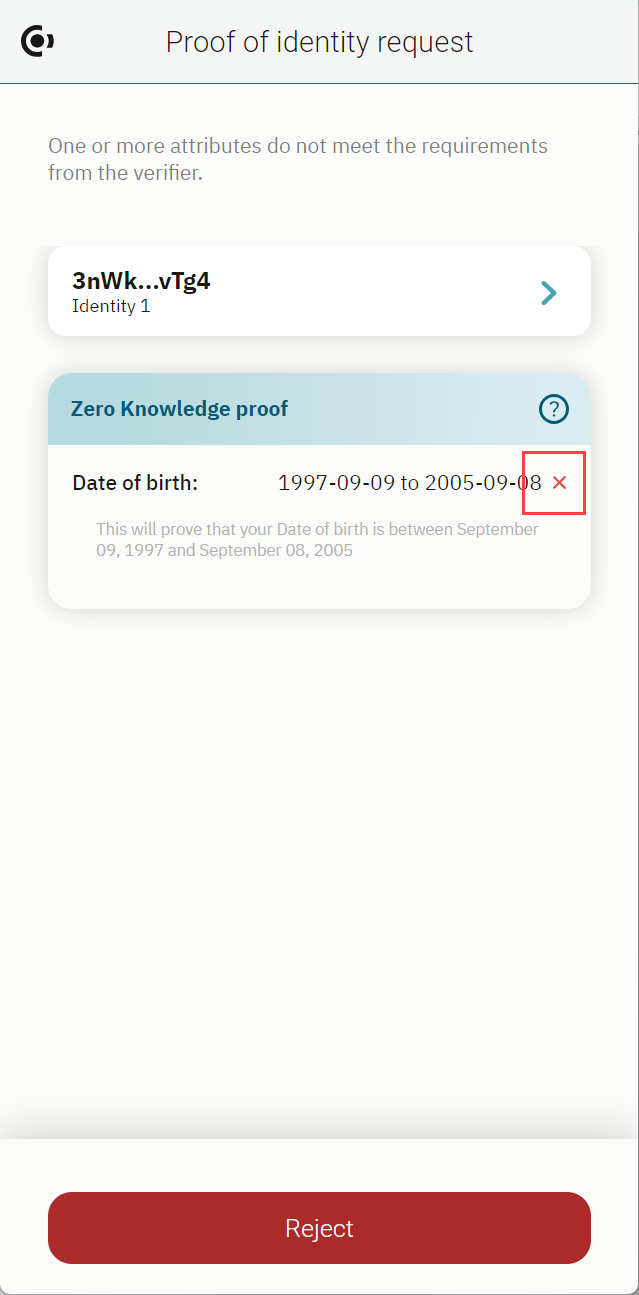 Proof of identity request
One or more attributes do not meet the requirements
from the verifier.
3nWk...vTg4
Identity 1
Zero Knowledge proof ?
Date of birth: 1997-09-09 to 2005-09-08 ×
This will prove that your Date of birth is between September
09, 1997 and September 08, 2005
Reject